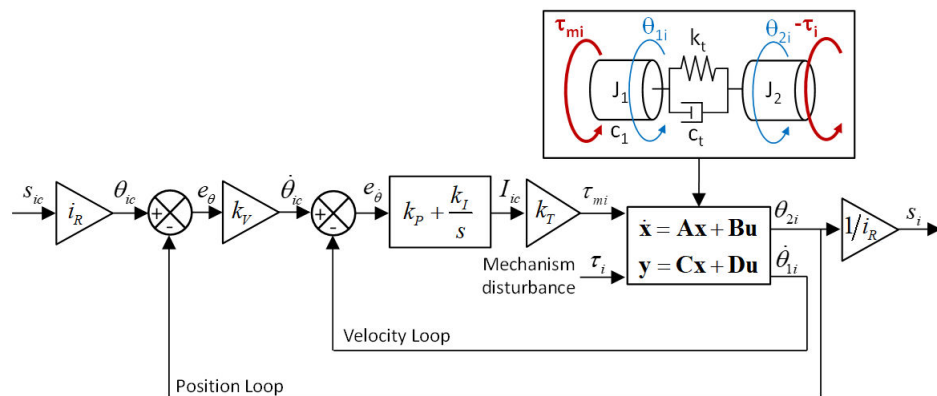 τmi θ1i kt θ2i -τi
J1 J2
c1 ct
sic iR θic + - eθ kV θ̇ic + - eθ̇ kP + kI/s Iic kT τmi
ẋ = Ax + Bu
y = Cx + Du
θ2i 1/iR si
θ̇1i
Mechanism
disturbance
τi
Velocity Loop
Position Loop